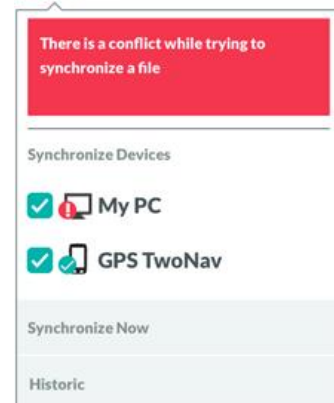 There is a conflict while trying to
synchronize a file
Synchronize Devices
My PC
GPS TwoNav
Synchronize Now
Historic